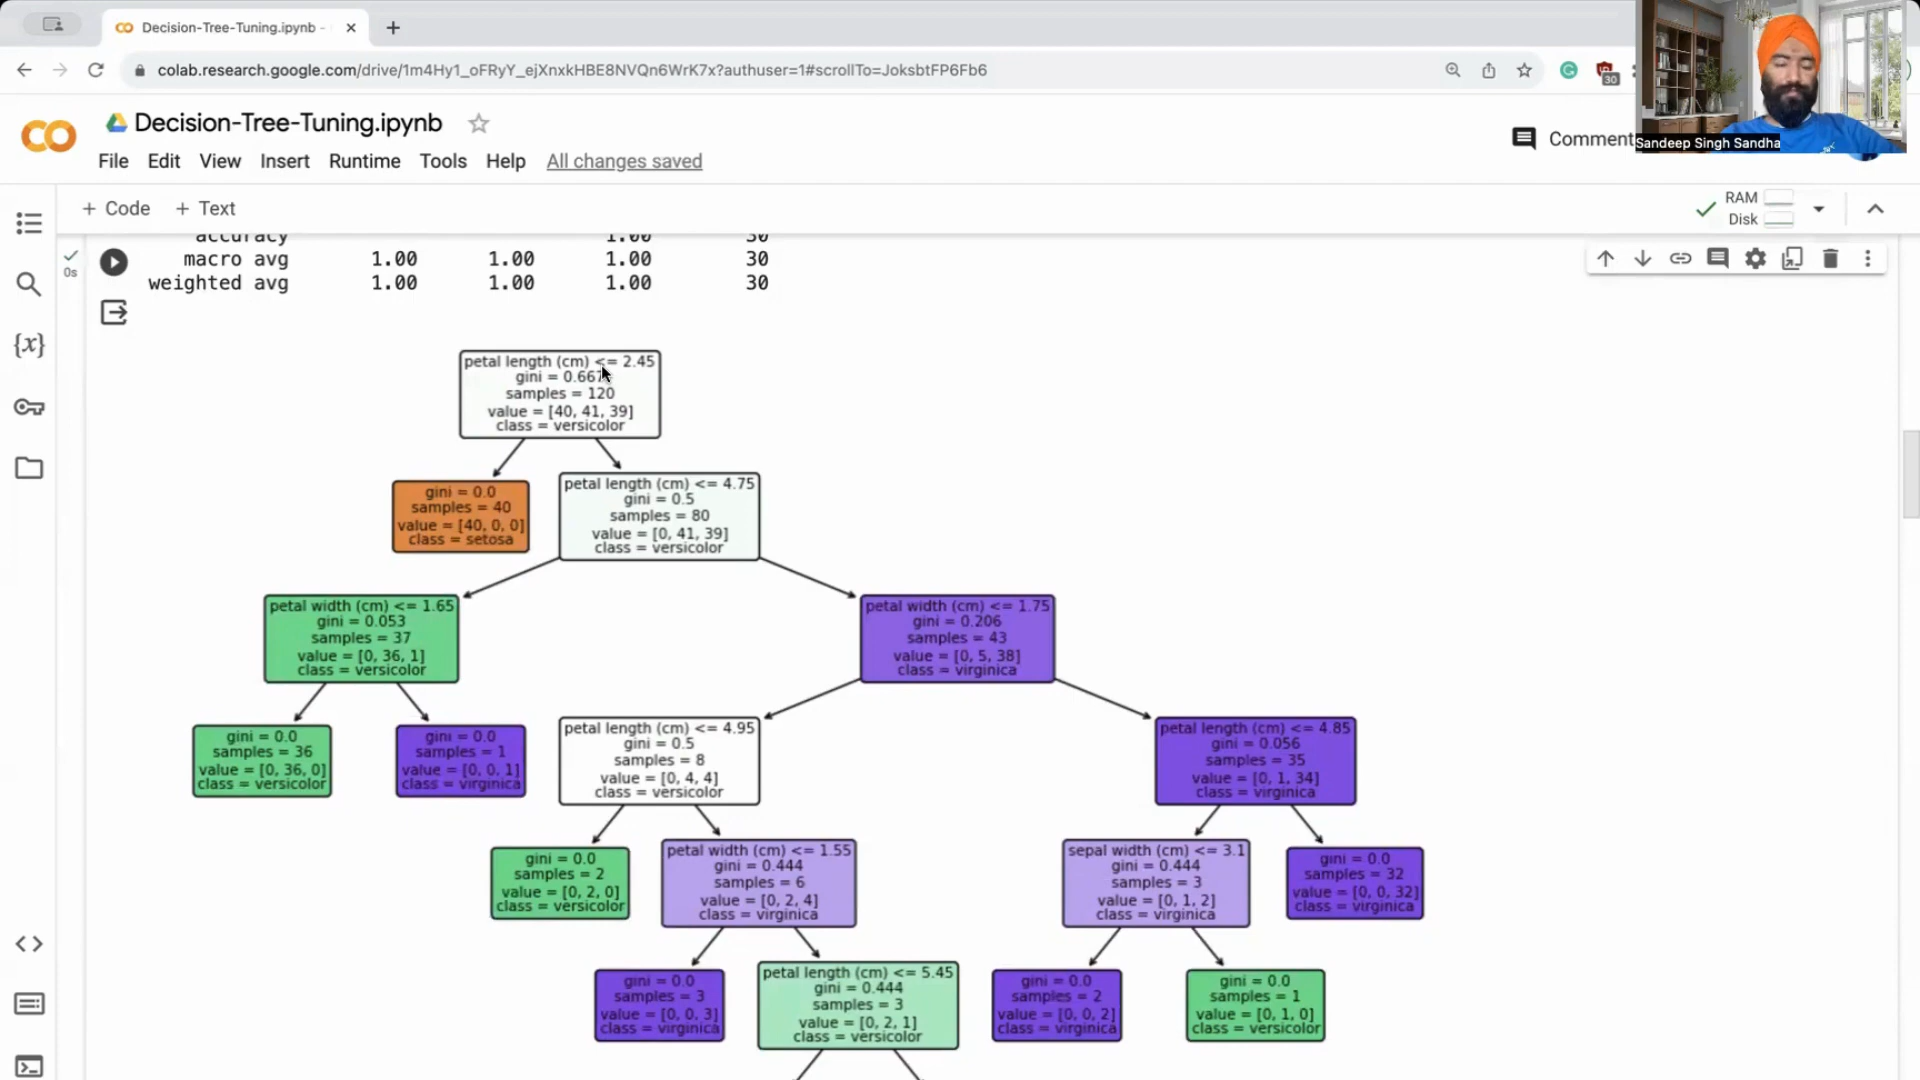 Decision-Tree-Tuning.ipynb -
colab.research.google.com/drive/1m4Hy1_oFRyY_ejXnxkHBE8NVQn6WrK7x?authuser=1#scrollTo=JoksbtFP6Fb6
30
Decision-Tree-Tuning.ipynb
Comment
Sandeep Singh Sandha
File Edit View Insert Runtime Tools Help All changes saved
+ Code + Text
RAM
Disk
accuracy 1.00 30
0s
macro avg 1.00 1.00 1.00 30
weighted avg 1.00 1.00 1.00 30
{x}
petal length (cm) <= 2.45
gini = 0.667
samples = 120
value = [40, 41, 39]
class = versicolor
gini = 0.0
samples = 40
value = [40, 0, 0]
class = setosa
petal length (cm) <= 4.75
gini = 0.5
samples = 80
value = [0, 41, 39]
class = versicolor
petal width (cm) <= 1.65
gini = 0.053
samples = 37
value = [0, 36, 1]
class = versicolor
petal width (cm) <= 1.75
gini = 0.206
samples = 43
value = [0, 5, 38]
class = virginica
gini = 0.0
samples = 36
value = [0, 36, 0]
class = versicolor
gini = 0.0
samples = 1
value = [0, 0, 1]
class = virginica
petal length (cm) <= 4.95
gini = 0.5
samples = 8
value = [0, 4, 4]
class = versicolor
petal length (cm) <= 4.85
gini = 0.056
samples = 35
value = [0, 1, 34]
class = virginica
gini = 0.0
samples = 2
value = [0, 2, 0]
class = versicolor
petal width (cm) <= 1.55
gini = 0.444
samples = 6
value = [0, 2, 4]
class = virginica
sepal width (cm) <= 3.1
gini = 0.444
samples = 3
value = [0, 1, 2]
class = virginica
gini = 0.0
samples = 32
value = [0, 0, 32]
class = virginica
gini = 0.0
samples = 3
value = [0, 0, 3]
class = virginica
petal length (cm) <= 5.45
gini = 0.444
samples = 3
value = [0, 2, 1]
class = versicolor
gini = 0.0
samples = 2
value = [0, 0, 2]
class = virginica
gini = 0.0
samples = 1
value = [0, 1, 0]
class = versicolor